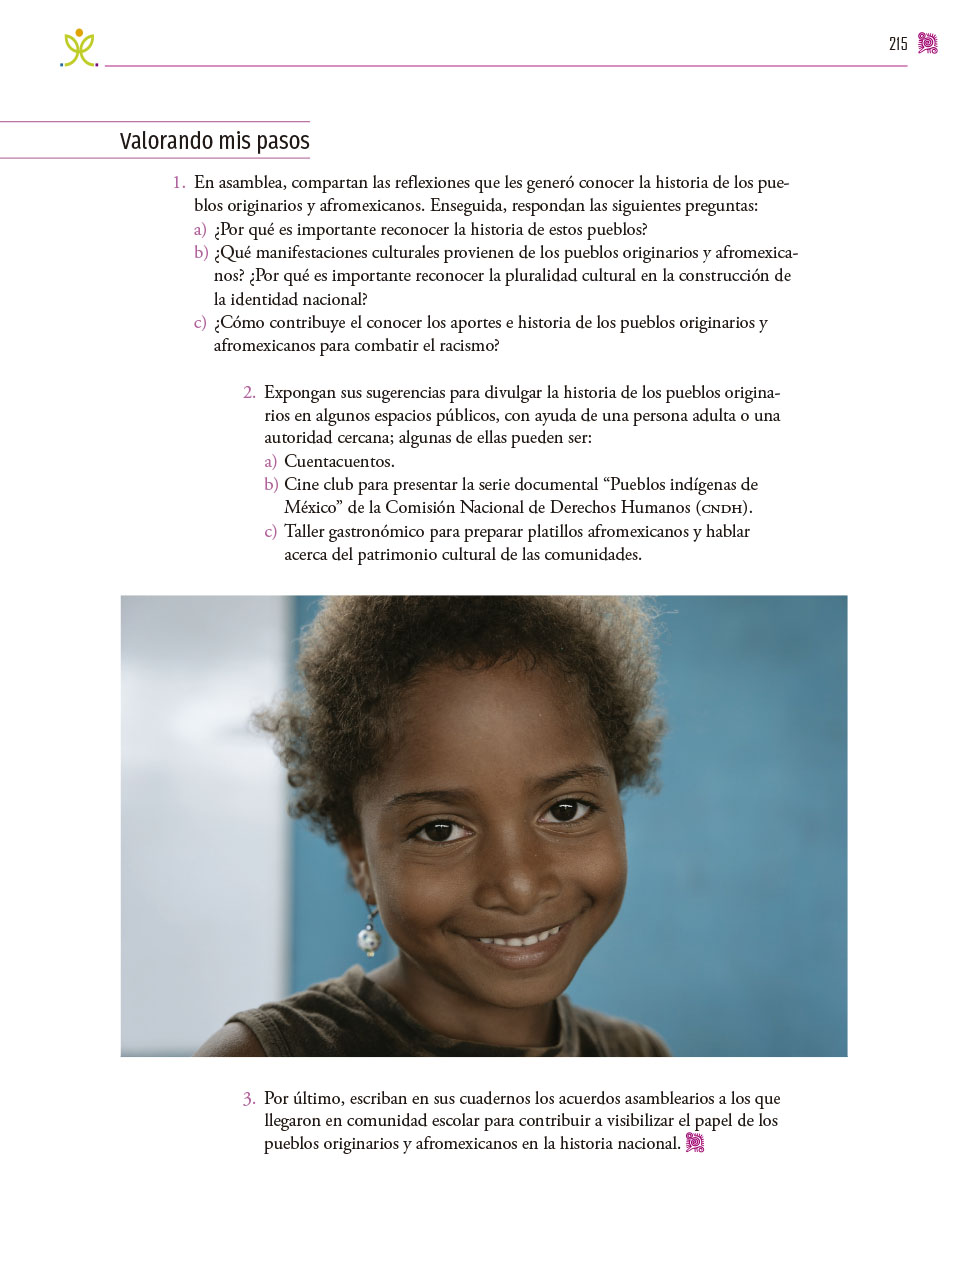 215
Valorando mis pasos
1. En asamblea, compartan las reflexiones que les generó conocer la historia de los pue-
blos originarios y afromexicanos. Enseguida, respondan las siguientes preguntas:
a) ¿Por qué es importante reconocer la historia de estos pueblos?
b) ¿Qué manifestaciones culturales provienen de los pueblos originarios y afromexica-
nos? ¿Por qué es importante reconocer la pluralidad cultural en la construcción de
la identidad nacional?
c) ¿Cómo contribuye el conocer los aportes e historia de los pueblos originarios y
afromexicanos para combatir el racismo?
2. Expongan sus sugerencias para divulgar la historia de los pueblos origina-
rios en algunos espacios públicos, con ayuda de una persona adulta o una
autoridad cercana; algunas de ellas pueden ser:
a) Cuentacuentos.
b) Cine club para presentar la serie documental “Pueblos indígenas de
México” de la Comisión Nacional de Derechos Humanos (CNDH).
c) Taller gastronómico para preparar platillos afromexicanos y hablar
acerca del patrimonio cultural de las comunidades.
3. Por último, escriban en sus cuadernos los acuerdos asamblearios a los que
llegaron en comunidad escolar para contribuir a visibilizar el papel de los
pueblos originarios y afromexicanos en la historia nacional.